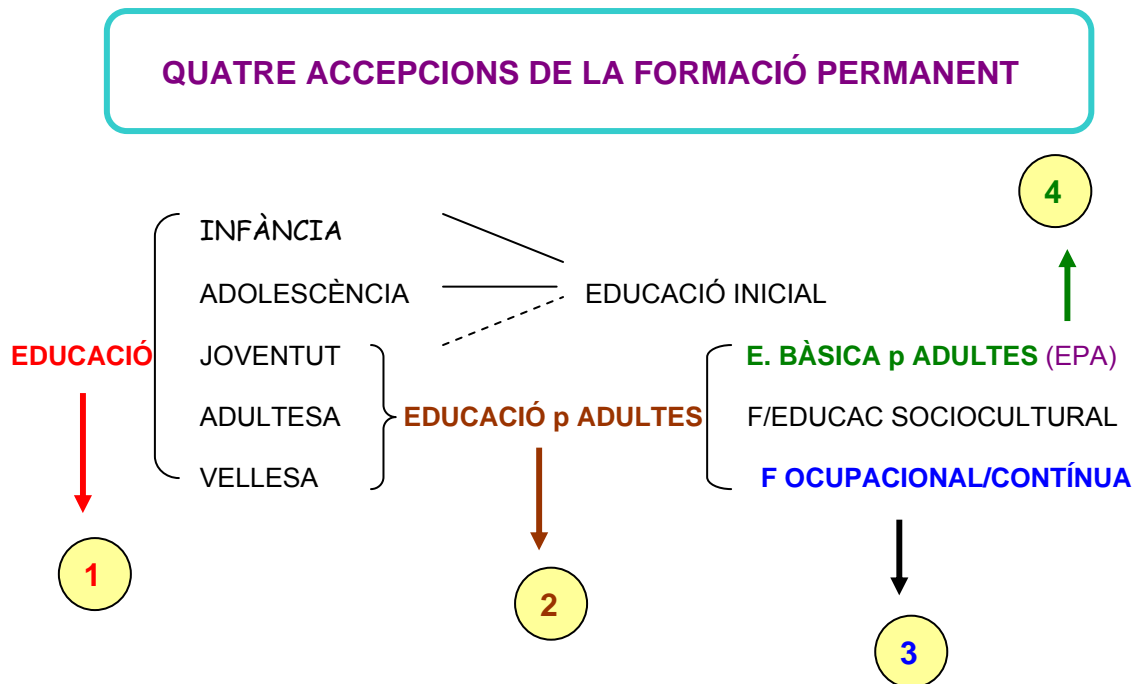 QUATRE ACCEPCIONS DE LA FORMACIÓ PERMANENT
4
INFÀNCIA
ADOLESCÈNCIA
EDUCACIÓ INICIAL
EDUCACIÓ
JOVENTUT
E. BÀSICA p ADULTES (EPA)
ADULTESA
EDUCACIÓ p ADULTES
F/EDUCAC SOCIOCULTURAL
VELLESA
F OCUPACIONAL/CONTÍNUA
1
2
3